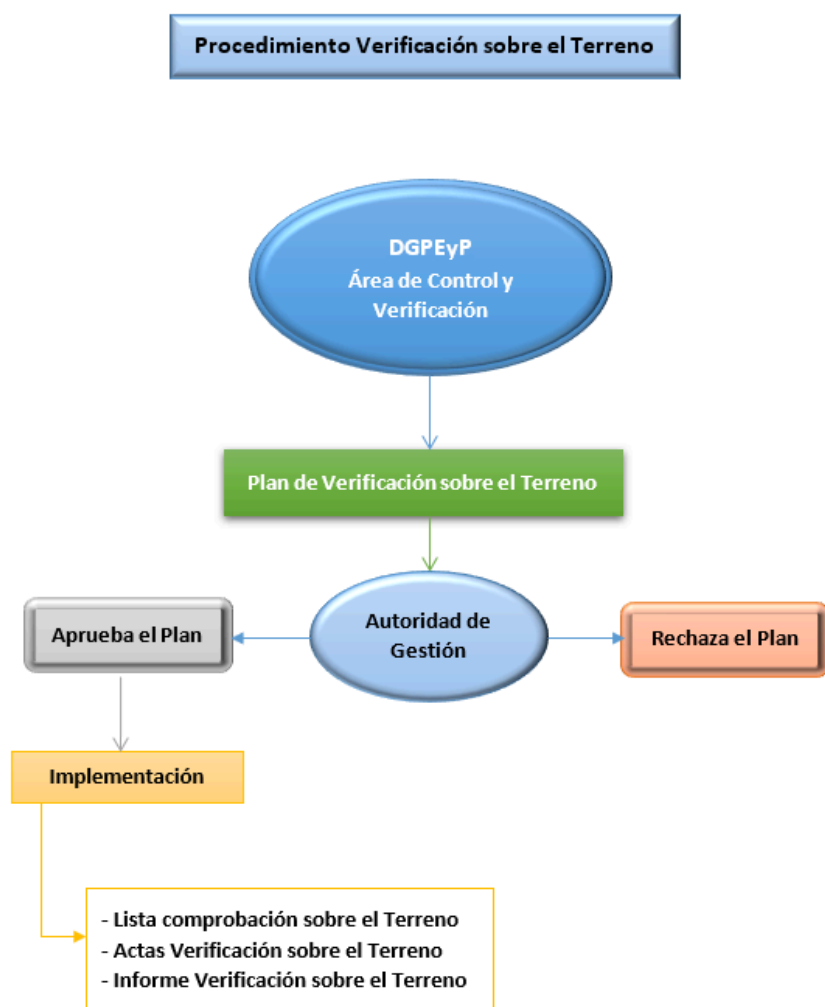 Procedimiento Verificación sobre el Terreno
DGPEyP
Área de Control y
Verificación
Plan de Verificación sobre el Terreno
Autoridad de
Gestión
Aprueba el Plan
Rechaza el Plan
Implementación
- Lista comprobación sobre el Terreno
- Actas Verificación sobre el Terreno
- Informe Verificación sobre el Terreno